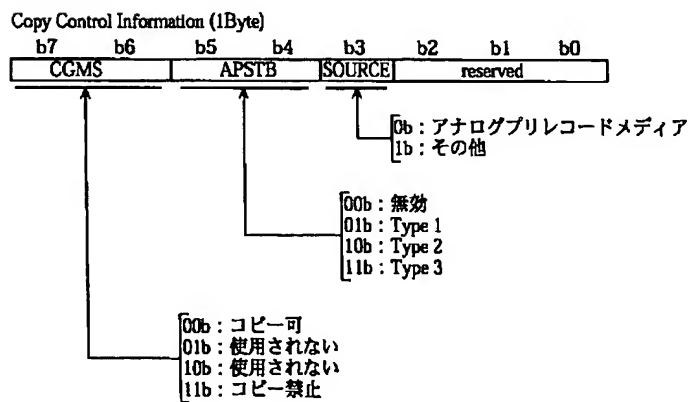 Copy Control Information (1Byte)
b7 b6 b5 b4 b3 b2 b1 b0
CGMS APSTB SOURCE reserved
0b：アナログプリレコードメディア
1b：その他
00b：無効
01b：Type 1
10b：Type 2
11b：Type 3
00b：コピー可
01b：使用されない
10b：使用されない
11b：コピー禁止